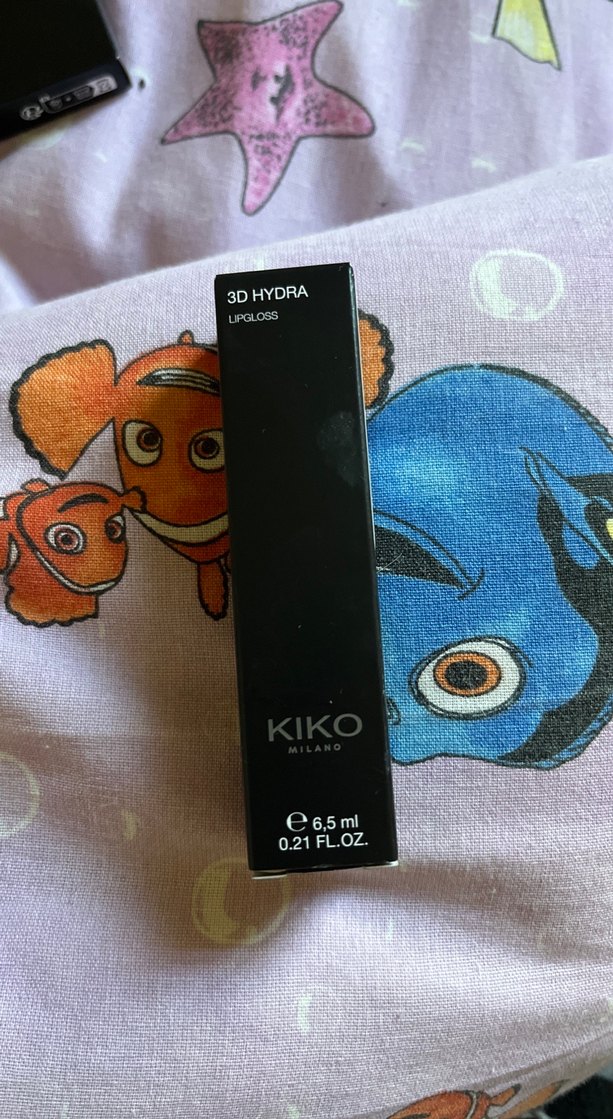 3D HYDRA
LIPGLOSS
KIKO
MILANO
℮ 6,5 ml
0.21 FL.OZ.